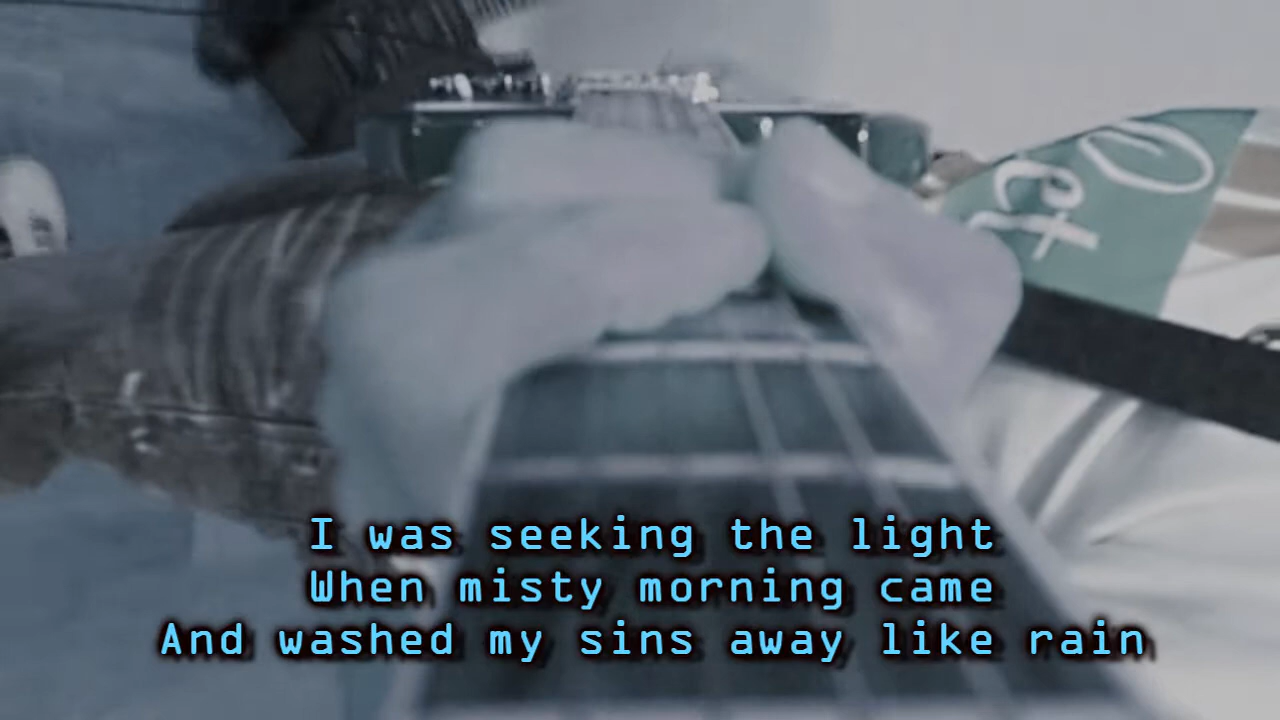 I was seeking the light
When misty morning came
And washed my sins away like rain